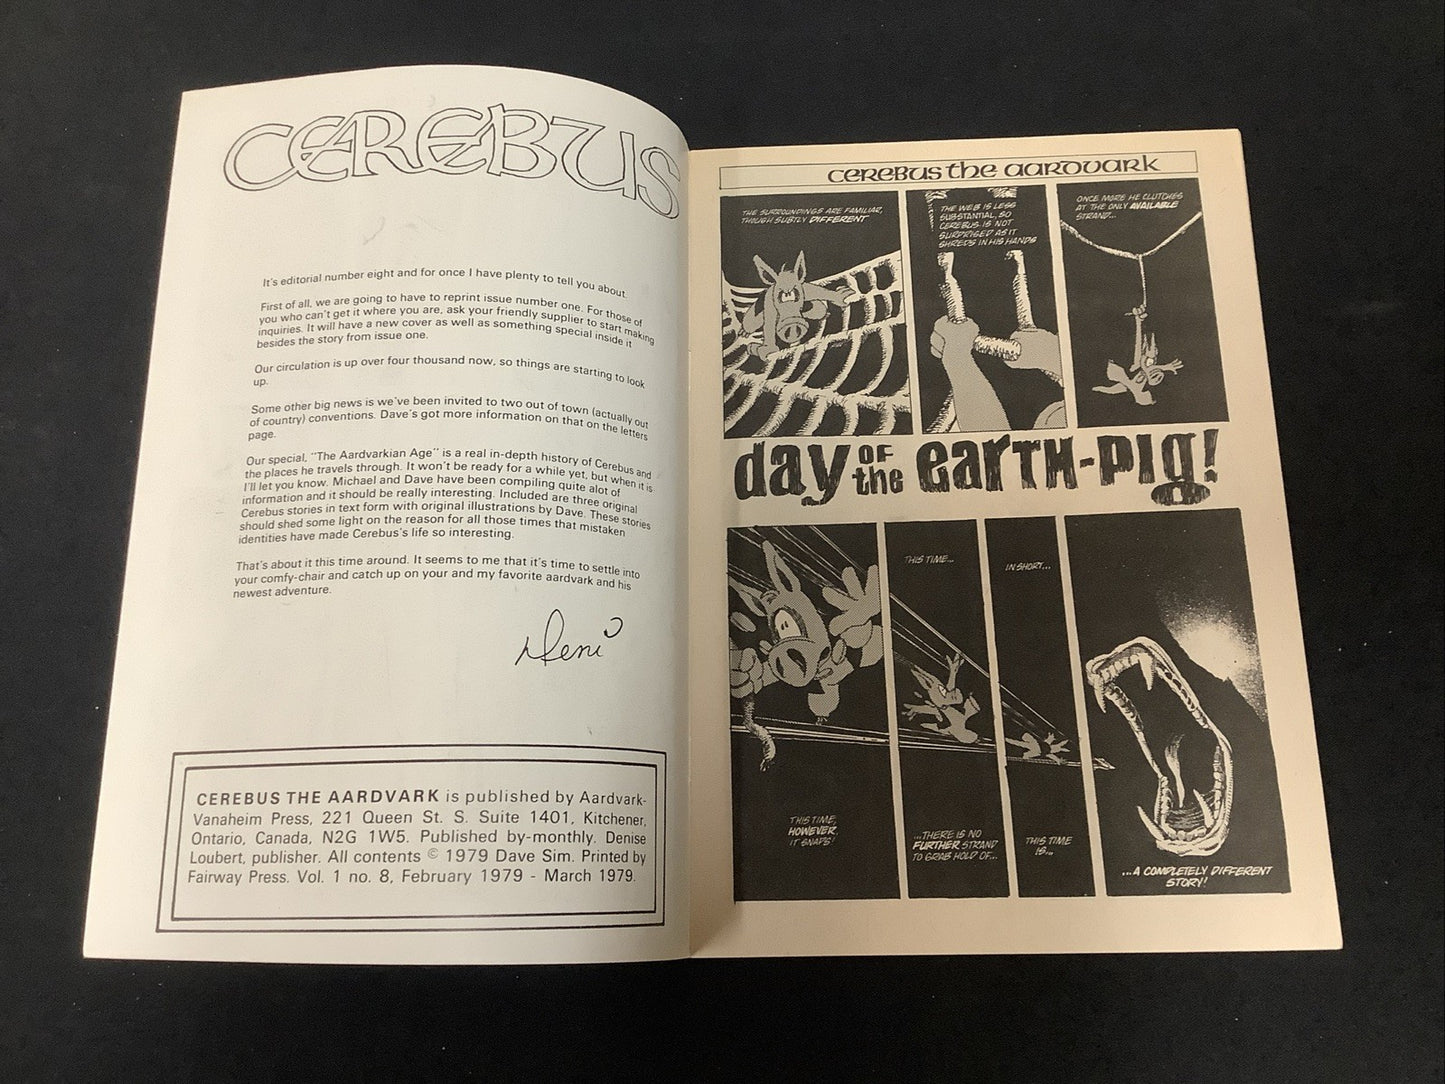 CEREBUS
It's editorial number eight and for once I have plenty to tell you about.
First of all, we are going to have to reprint issue number one. For those of
you who can't get it where you are, ask your friendly supplier to start making
inquiries. It will have a new cover as well as something special inside it
besides the story from issue one.
Our circulation is up over four thousand now, so things are starting to look
up.
Some other big news is we've been invited to two out of town (actually out
of country) conventions. Dave's got more information on that on the letters
page.
Our special, "The Aardvarkian Age" is a real in-depth history of Cerebus and
the places he travels through. It won't be ready for a while yet, but when it is
I'll let you know. Michael and Dave have been compiling quite alot of
information and it should be really interesting. Included are three original
Cerebus stories in text form with original illustrations by Dave. These stories
should shed some light on the reason for all those times that mistaken
identities have made Cerebus's life so interesting.
That's about it this time around. It seems to me that it's time to settle into
your comfy-chair and catch up on your and my favorite aardvark and his
newest adventure.
Deni
CEREBUS THE AARDVARK is published by Aardvark-
Vanaheim Press, 221 Queen St. S. Suite 1401, Kitchener,
Ontario, Canada, N2G 1W5. Published by-monthly. Denise
Loubert, publisher. All contents © 1979 Dave Sim. Printed by
Fairway Press. Vol. 1 no. 8, February 1979 - March 1979.
CEREBUS THE AARDVARK
THE SURROUNDINGS ARE FAMILIAR,
THOUGH SUBTLY DIFFERENT
THE WEB IS LESS
SUBSTANTIAL, SO
CEREBUS IS NOT
SURPRISED AS IT
SHREDS IN HIS HANDS
ONCE MORE HE CLUTCHES
AT THE ONLY AVAILABLE
STRAND...
day OF the EARTH-PIG!
THIS TIME,
HOWEVER,
IT SNAPS!
THIS TIME...
...THERE IS NO
FURTHER STRAND
TO GRAB HOLD OF...
IN SHORT...
THIS TIME
IS...
...A COMPLETELY DIFFERENT
STORY!